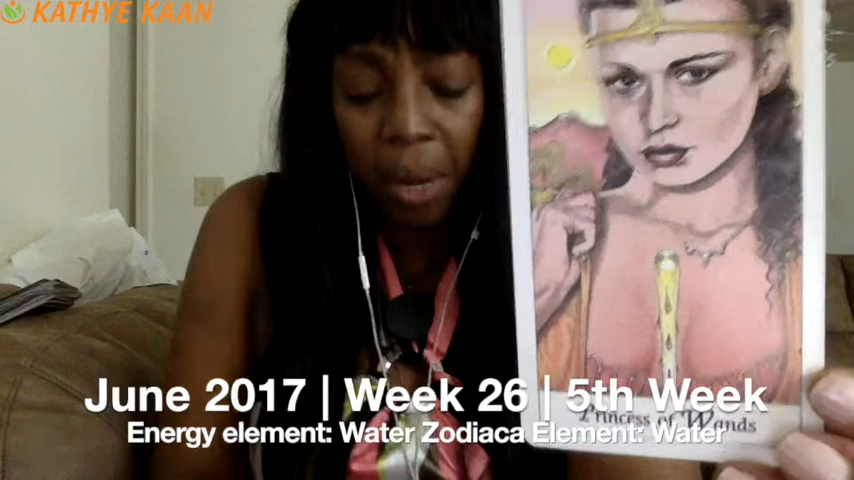 KATHYE KAAN
June 2017 | Week 26 | 5th Week
Energy element: Water Zodiaca Element: Water
Princess of Wands